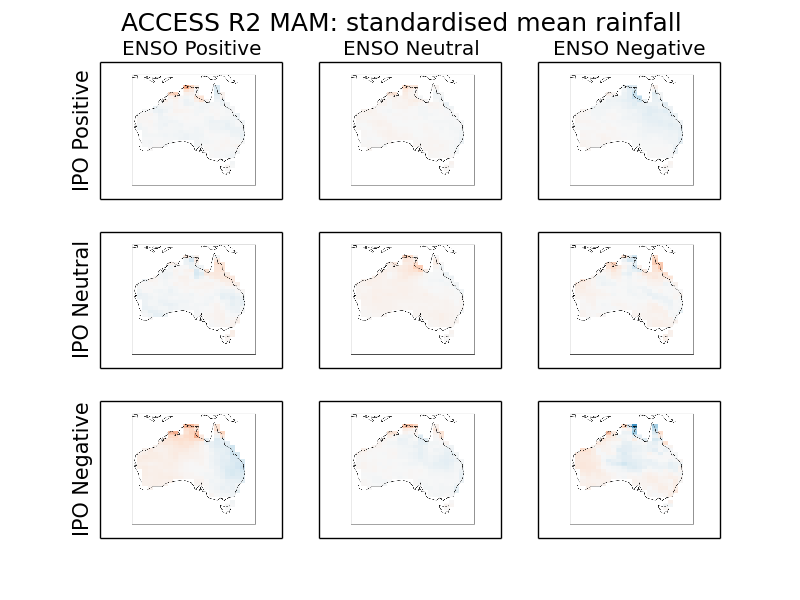 ACCESS R2 MAM: standardised mean rainfall
ENSO Positive
ENSO Neutral
ENSO Negative
IPO Positive
IPO Neutral
IPO Negative